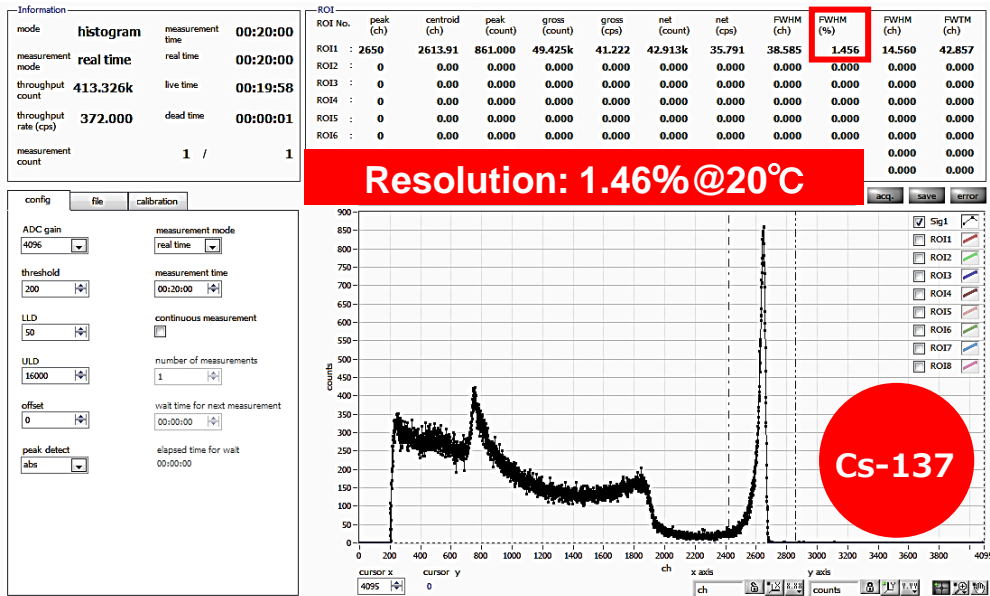 Information
mode histogram measurement time 00:20:00
measurement mode real time real time 00:20:00
throughput count 413.326k live time 00:19:58
throughput rate (cps) 372.000 dead time 00:00:01
measurement count 1 / 1
ROI
ROI No. peak (ch) centroid (ch) peak (count) gross (count) gross (cps) net (count) net (cps) FWHM (ch) FWHM (%) FWHM (ch) FWTM (ch)
ROI1 : 2650 2613.91 861.000 49.425k 41.222 42.913k 35.791 38.585 1.456 14.560 42.857
ROI2 : 0 0.00 0.000 0.000 0.000 0.000 0.000 0.000 0.000 0.000 0.000
ROI3 : 0 0.00 0.000 0.000 0.000 0.000 0.000 0.000 0.000 0.000 0.000
ROI4 : 0 0.00 0.000 0.000 0.000 0.000 0.000 0.000 0.000 0.000 0.000
ROI5 : 0 0.00 0.000 0.000 0.000 0.000 0.000 0.000 0.000 0.000 0.000
ROI6 : 0 0.00 0.000 0.000 0.000 0.000 0.000 0.000 0.000 0.000 0.000
0.000 0.000
0.000 0.000
Resolution: 1.46%@20℃
acq. save error
config file calibration
ADC gain measurement mode
4096 real time
threshold measurement time
200 00:20:00
LLD continuous measurement
50
ULD number of measurements
16000 1
offset wait time for next measurement
0 00:00:00
peak detect elapsed time for wait
abs 00:00:00
counts
900
850
800
750
700
650
600
550
500
450
400
350
300
250
200
150
100
50
0
0 200 400 600 800 1000 1200 1400 1600 1800 2000 2200 2400 2600 2800 3000 3200 3400 3600 3800 4095
ch
Sig1
ROI1
ROI2
ROI3
ROI4
ROI5
ROI6
ROI7
ROI8
Cs-137
cursor x cursor y x axis y axis
4095 0 ch counts